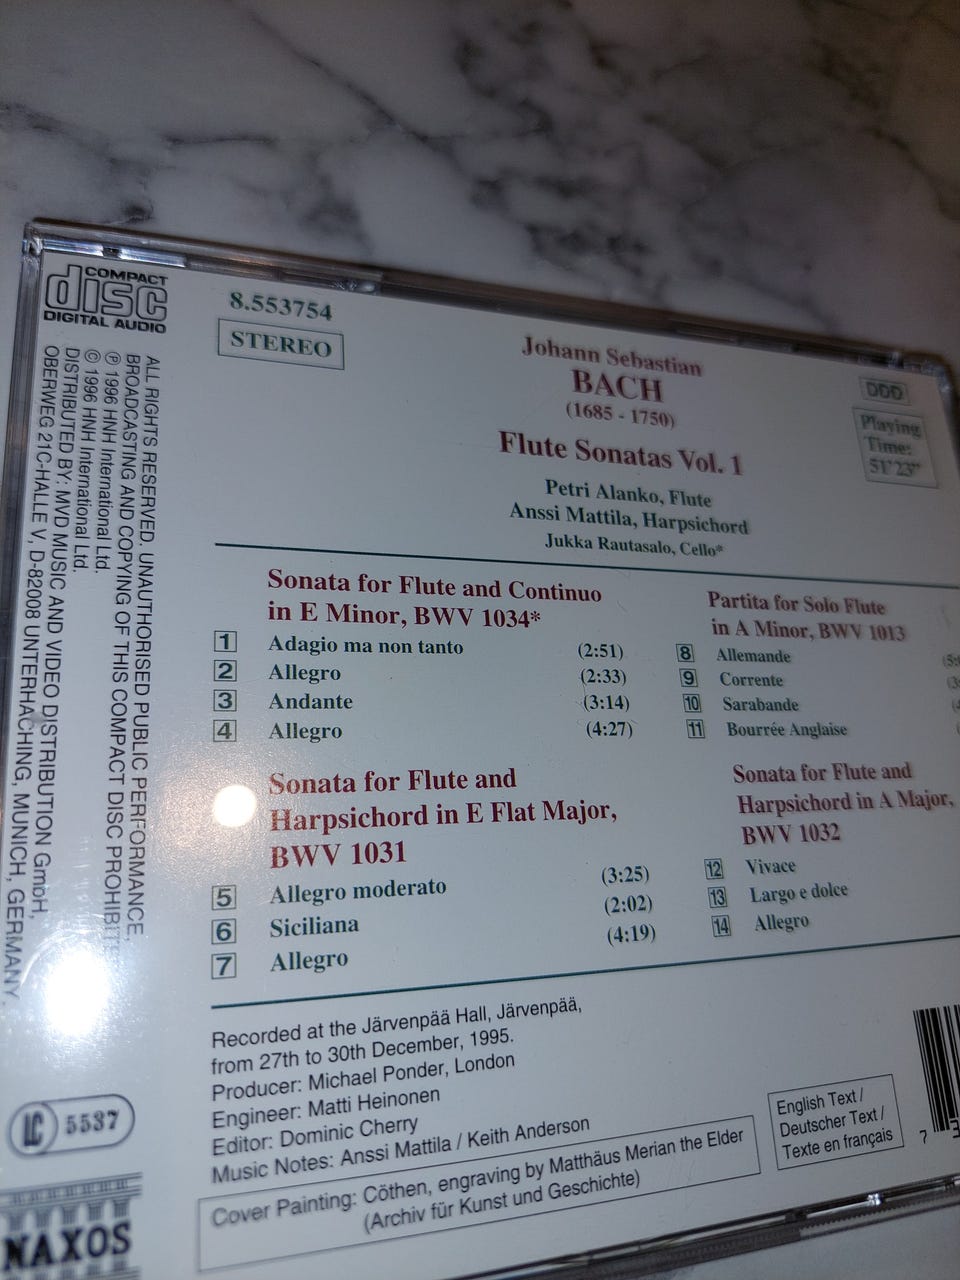 COMPACT
disc
DIGITAL AUDIO
8.553754
STEREO
Johann Sebastian
BACH
(1685 - 1750)
Flute Sonatas Vol. 1
Petri Alanko, Flute
Anssi Mattila, Harpsichord
Jukka Rautasalo, Cello*
DDD
Playing
Time:
51'23"
Sonata for Flute and Continuo
in E Minor, BWV 1034*
1 Adagio ma non tanto (2:51)
2 Allegro (2:33)
3 Andante (3:14)
4 Allegro (4:27)
Sonata for Flute and
Harpsichord in E Flat Major,
BWV 1031
5 Allegro moderato (3:25)
6 Siciliana (2:02)
7 Allegro (4:19)
Partita for Solo Flute
in A Minor, BWV 1013
8 Allemande
9 Corrente
10 Sarabande
11 Bourrée Anglaise
Sonata for Flute and
Harpsichord in A Major,
BWV 1032
12 Vivace
13 Largo e dolce
14 Allegro
Recorded at the Järvenpää Hall, Järvenpää,
from 27th to 30th December, 1995.
Producer: Michael Ponder, London
Engineer: Matti Heinonen
Editor: Dominic Cherry
Music Notes: Anssi Mattila / Keith Anderson
Cover Painting: Cöthen, engraving by Matthäus Merian the Elder
(Archiv für Kunst und Geschichte)
English Text /
Deutscher Text /
Texte en français
7
ALL RIGHTS RESERVED. UNAUTHORISED PUBLIC PERFORMANCE,
BROADCASTING AND COPYING OF THIS COMPACT DISC PROHIBITED.
℗ 1996 HNH International Ltd.
© 1996 HNH International Ltd.
DISTRIBUTED BY: MVD MUSIC AND VIDEO DISTRIBUTION GmbH,
OBERWEG 21C-HALLE V, D-82008 UNTERHACHING, MUNICH, GERMANY.
LC 5537
NAXOS